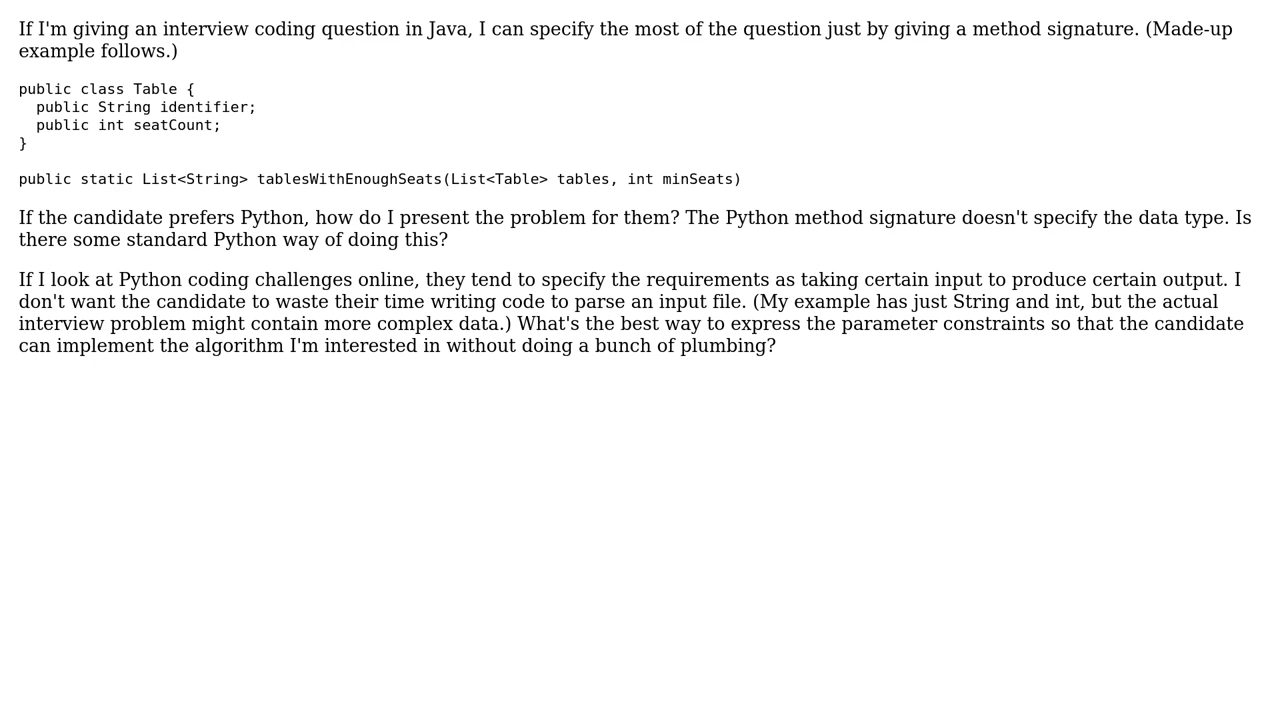 If I'm giving an interview coding question in Java, I can specify the most of the question just by giving a method signature. (Made-up
example follows.)
public class Table {
  public String identifier;
  public int seatCount;
}
public static List<String> tablesWithEnoughSeats(List<Table> tables, int minSeats)
If the candidate prefers Python, how do I present the problem for them? The Python method signature doesn't specify the data type. Is
there some standard Python way of doing this?
If I look at Python coding challenges online, they tend to specify the requirements as taking certain input to produce certain output. I
don't want the candidate to waste their time writing code to parse an input file. (My example has just String and int, but the actual
interview problem might contain more complex data.) What's the best way to express the parameter constraints so that the candidate
can implement the algorithm I'm interested in without doing a bunch of plumbing?